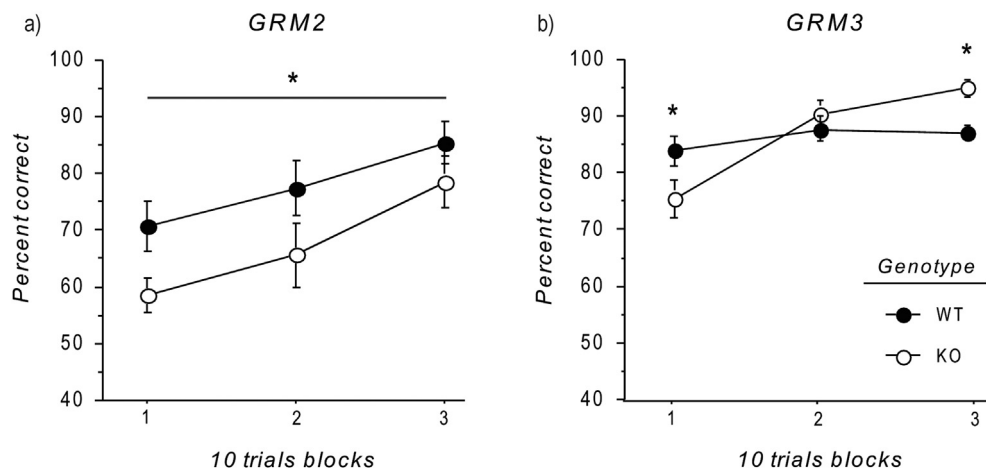 a)
GRM2
100
90
80
70
60
50
40
Percent correct
*
1
2
3
10 trials blocks
b)
GRM3
100
90
80
70
60
50
40
Percent correct
*
*
Genotype
WT
KO
1
2
3
10 trials blocks